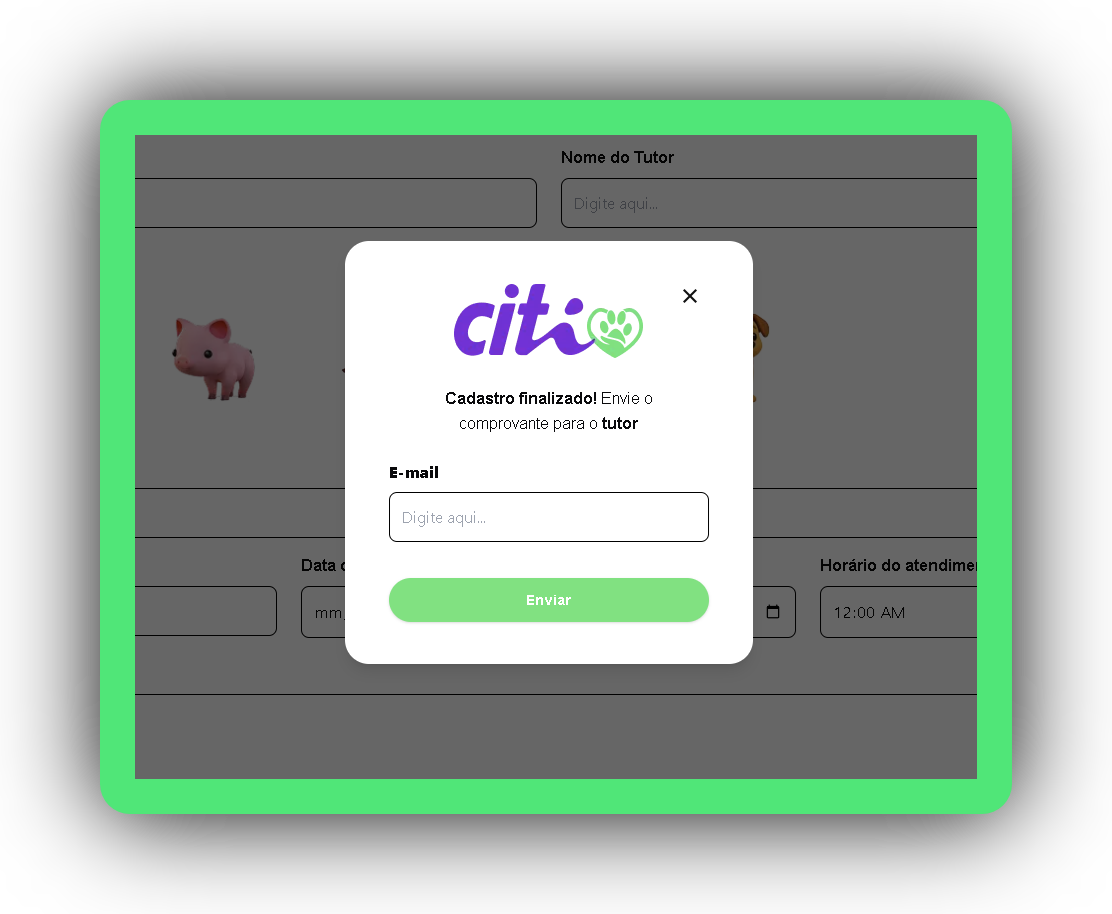 Nome do Tutor
Digite aqui...
citi
Cadastro finalizado! Envie o
comprovante para o tutor
E-mail
Digite aqui...
Data
Horário do atendimen
mm
12:00 AM
Enviar